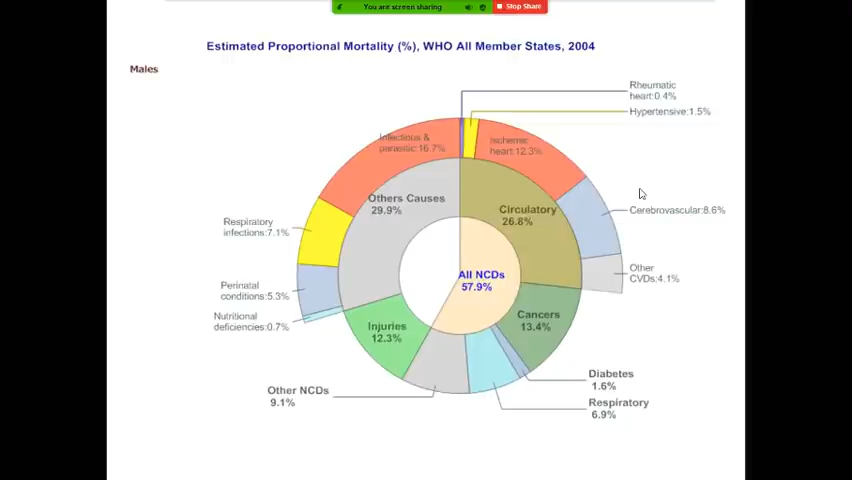 You are screen sharing
Stop Share
Estimated Proportional Mortality (%), WHO All Member States, 2004
Males
Rheumatic
heart:0.4%
Hypertensive:1.5%
Infectious &
parasitic:16.7%
Ischemic
heart:12.3%
Others Causes
29.9%
Circulatory
26.8%
Cerebrovascular:8.6%
Respiratory
infections:7.1%
All NCDs
57.9%
Other
CVDs:4.1%
Perinatal
conditions:5.3%
Nutritional
deficiencies:0.7%
Injuries
12.3%
Cancers
13.4%
Diabetes
1.6%
Other NCDs
9.1%
Respiratory
6.9%